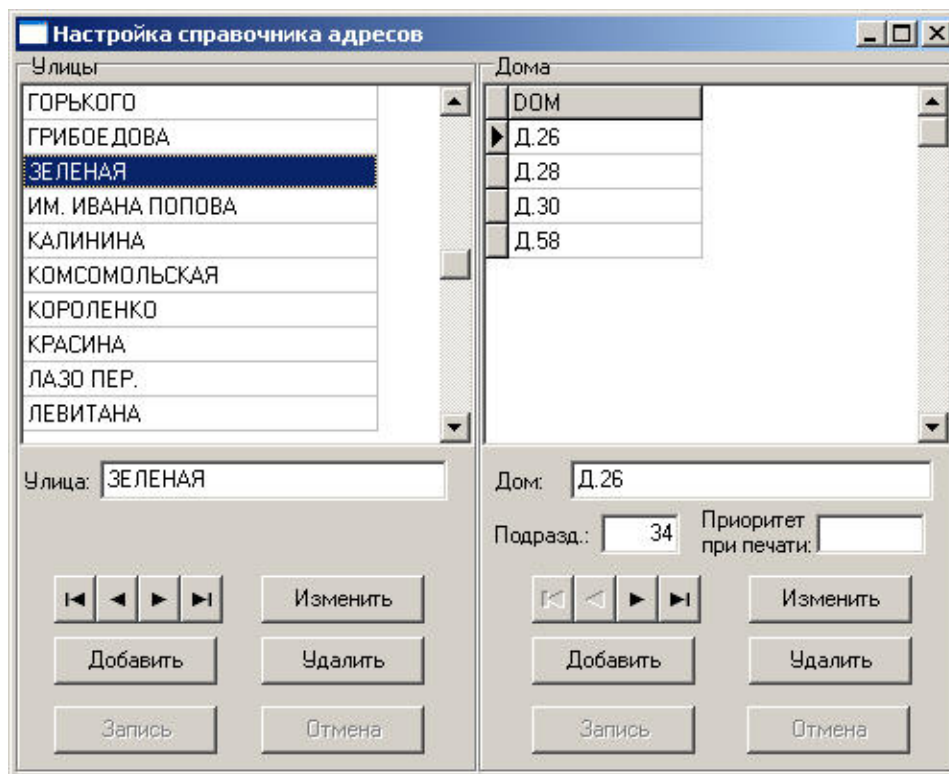 Настройка справочника адресов
Улицы
ГОРЬКОГО
ГРИБОЕДОВА
ЗЕЛЕНАЯ
ИМ. ИВАНА ПОПОВА
КАЛИНИНА
КОМСОМОЛЬСКАЯ
КОРОЛЕНКО
КРАСИНА
ЛАЗО ПЕР.
ЛЕВИТАНА
Улица: ЗЕЛЕНАЯ
Изменить
Добавить Удалить
Запись Отмена
Дома
DOM
Д.26
Д.28
Д.30
Д.58
Дом: Д.26
Подразд.: 34 Приоритет
при печати:
Изменить
Добавить Удалить
Запись Отмена